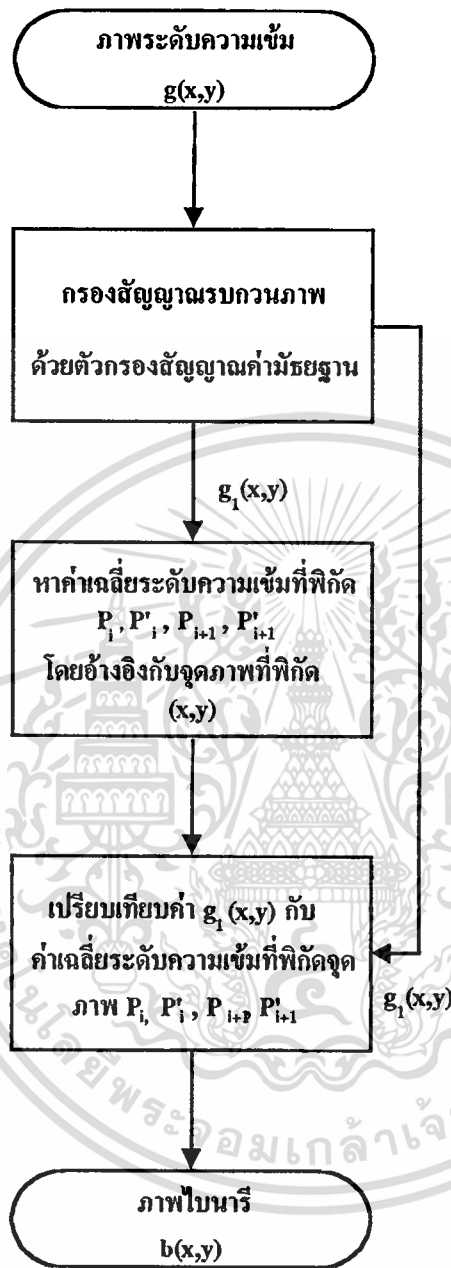 ภาพระดับความเข้ม
g(x,y)
กรองสัญญาณรบกวนภาพ
ด้วยตัวกรองสัญญาณค่ามัธยฐาน
g₁(x,y)
หาค่าเฉลี่ยระดับความเข้มที่พิกัด
Pᵢ, P'ᵢ, Pᵢ₊₁, P'ᵢ₊₁
โดยอ้างอิงกับจุดภาพที่พิกัด
(x,y)
เปรียบเทียบค่า g₁(x,y) กับ
ค่าเฉลี่ยระดับความเข้มที่พิกัดจุด
ภาพ Pᵢ, P'ᵢ, Pᵢ₊₁, P'ᵢ₊₁
g₁(x,y)
ภาพไบนารี
b(x,y)